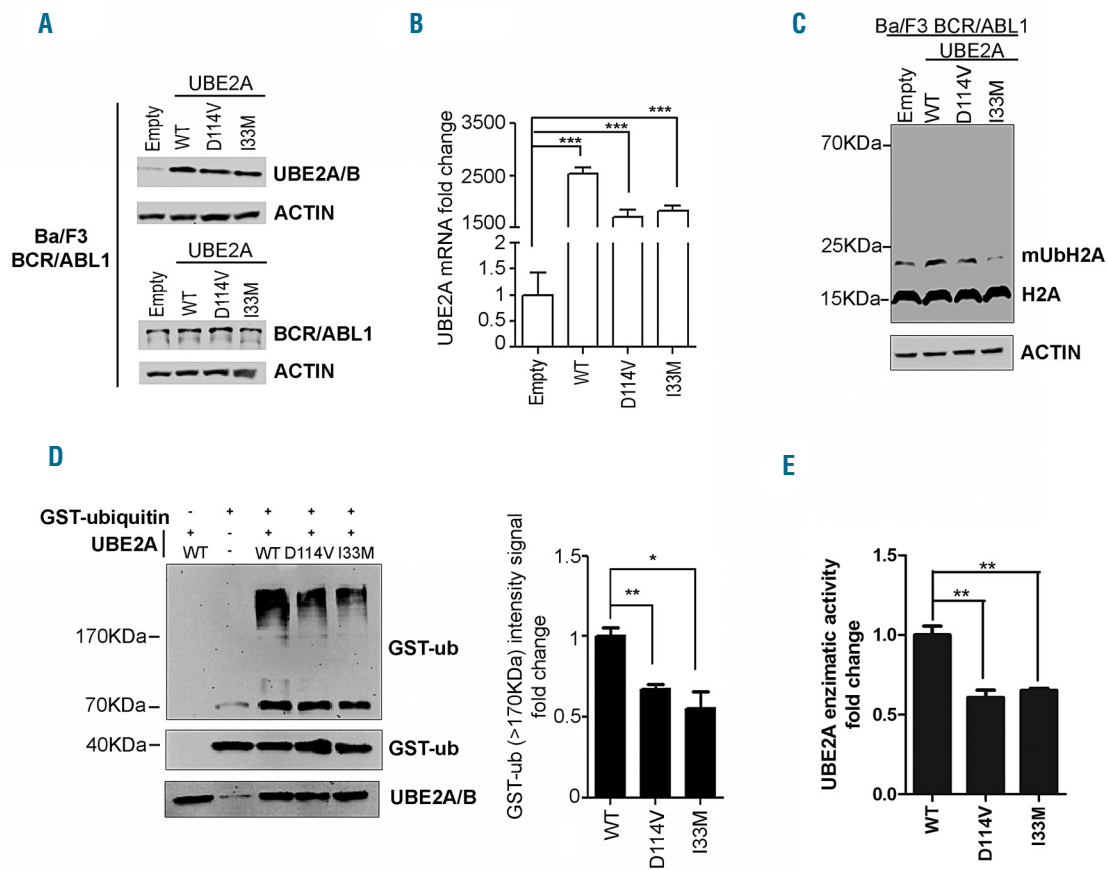 A
UBE2A
Empty
WT
D114V
I33M
UBE2A/B
ACTIN
Ba/F3
BCR/ABL1
UBE2A
Empty
WT
D114V
I33M
BCR/ABL1
ACTIN
B
UBE2A mRNA fold change
3500
2500
1500
2
1.5
1
0.5
0
***
***
***
Empty
WT
D114V
I33M
C
Ba/F3 BCR/ABL1
UBE2A
Empty
WT
D114V
I33M
70KDa
25KDa
15KDa
mUbH2A
H2A
ACTIN
D
GST-ubiquitin - + + + +
UBE2A + - + + +
WT - WT D114V I33M
170KDa
70KDa
40KDa
GST-ub
GST-ub
UBE2A/B
GST-ub (>170KDa) intensity signal
fold change
1.5
1
0.5
0
**
*
WT
D114V
I33M
E
UBE2A enzimatic activity
fold change
1.5
1.0
0.5
0.0
**
**
WT
D114V
I33M